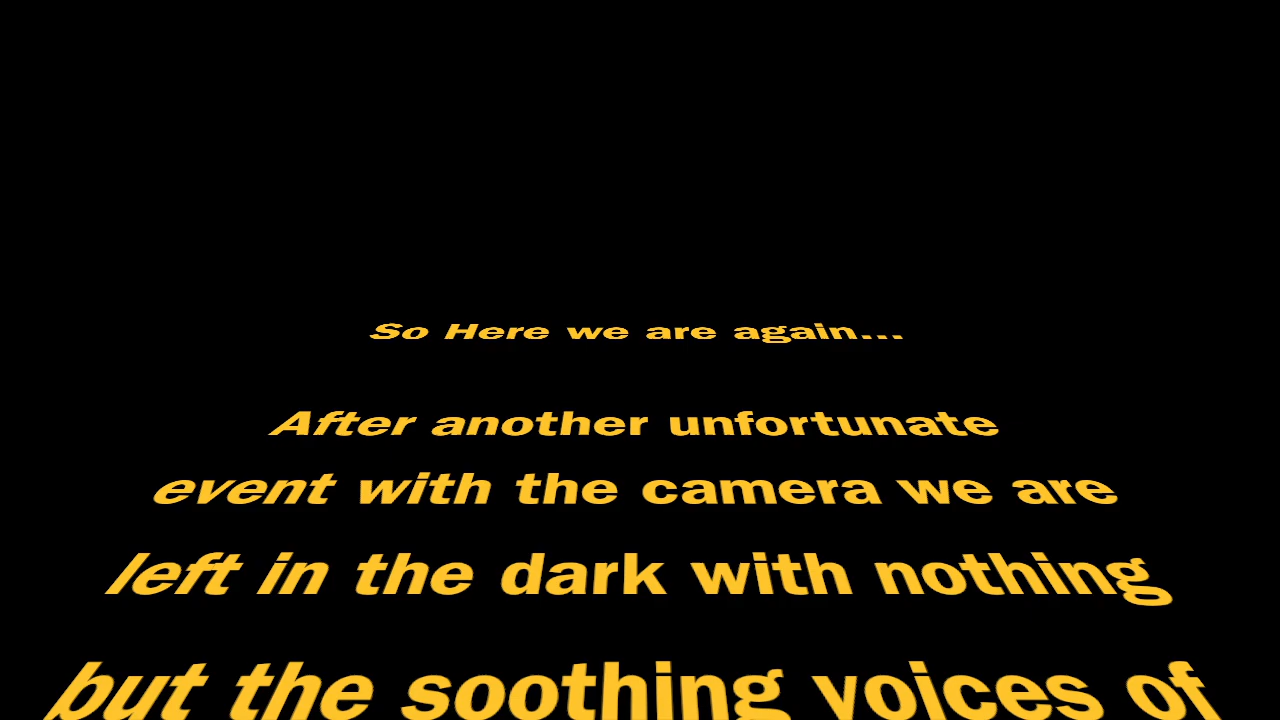 So Here we are again...
After another unfortunate
event with the camera we are
left in the dark with nothing
but the soothing voices of